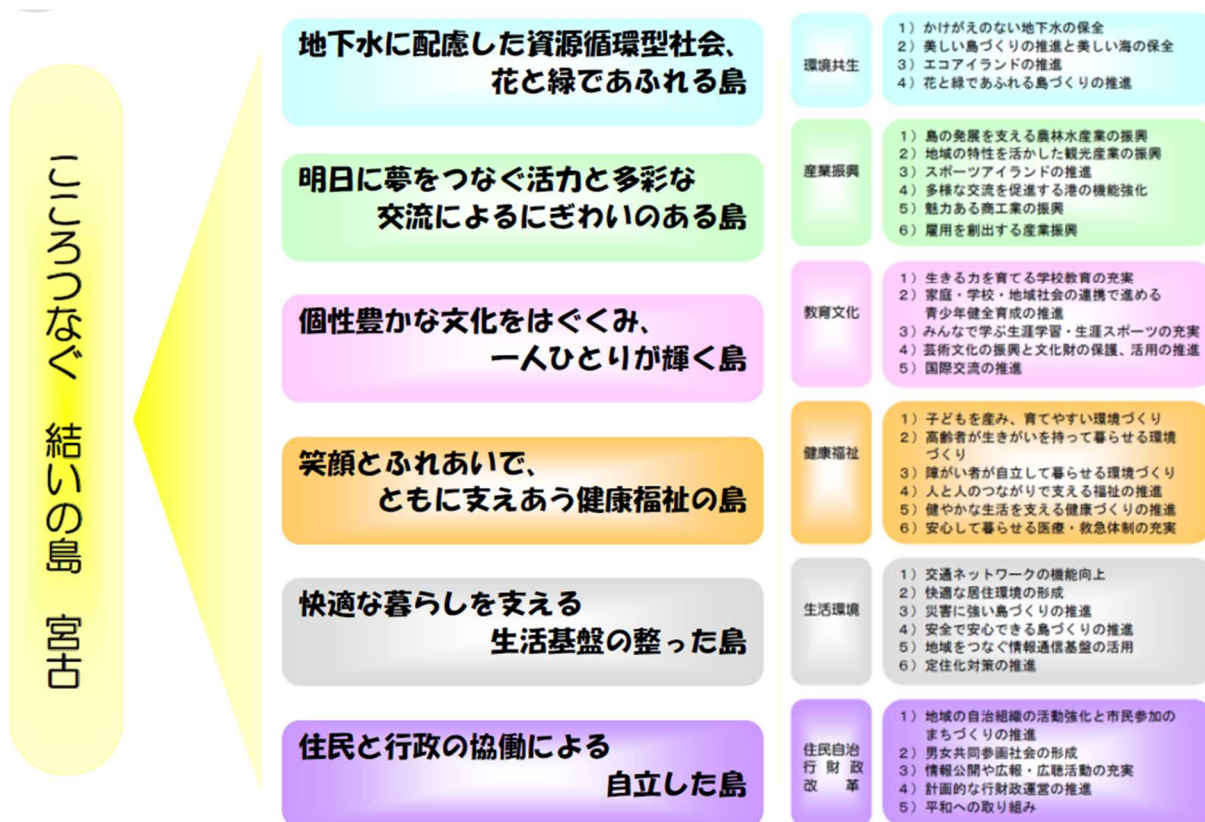 こころつなぐ 結いの島 宮古
地下水に配慮した資源循環型社会、
花と緑であふれる島
環境共生
1）かけがえのない地下水の保全
2）美しい島づくりの推進と美しい海の保全
3）エコアイランドの推進
4）花と緑であふれる島づくりの推進
明日に夢をつなぐ活力と多彩な
交流によるにぎわいのある島
産業振興
1）島の発展を支える農林水産業の振興
2）地域の特性を活かした観光産業の振興
3）スポーツアイランドの推進
4）多様な交流を促進する港の機能強化
5）魅力ある商工業の振興
6）雇用を創出する産業振興
個性豊かな文化をはぐくみ、
一人ひとりが輝く島
教育文化
1）生きる力を育てる学校教育の充実
2）家庭・学校・地域社会の連携で進める
青少年健全育成の推進
3）みんなで学ぶ生涯学習・生涯スポーツの充実
4）芸術文化の振興と文化財の保護、活用の推進
5）国際交流の推進
笑顔とふれあいで、
ともに支えあう健康福祉の島
健康福祉
1）子どもを産み、育てやすい環境づくり
2）高齢者が生きがいを持って暮らせる環境
づくり
3）障がい者が自立して暮らせる環境づくり
4）人と人のつながりで支える福祉の推進
5）健やかな生活を支える健康づくりの推進
6）安心して暮らせる医療・救急体制の充実
快適な暮らしを支える
生活基盤の整った島
生活環境
1）交通ネットワークの機能向上
2）快適な居住環境の形成
3）災害に強い島づくりの推進
4）安全で安心できる島づくりの推進
5）地域をつなぐ情報通信基盤の活用
6）定住化対策の推進
住民と行政の協働による
自立した島
住民自治
行財政
改革
1）地域の自治組織の活動強化と市民参加の
まちづくりの推進
2）男女共同参画社会の形成
3）情報公開や広報・広聴活動の充実
4）計画的な行財政運営の推進
5）平和への取り組み